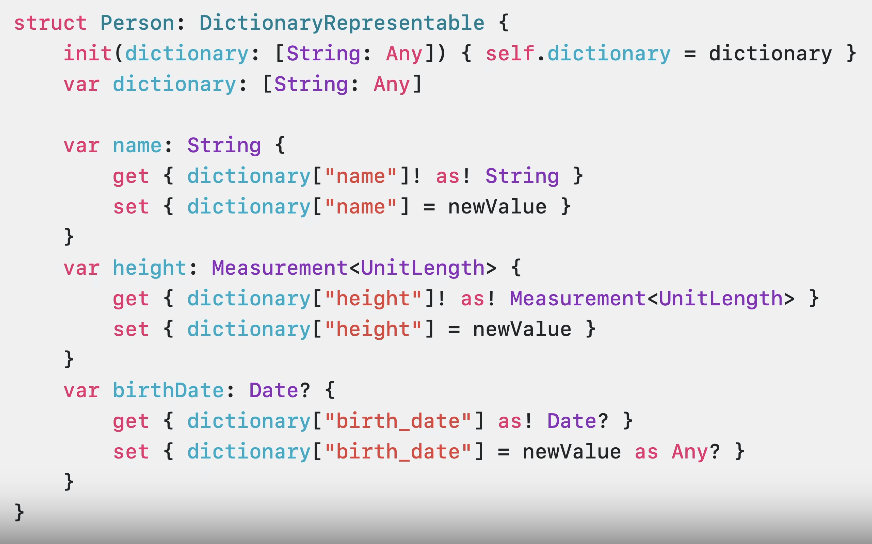 struct Person: DictionaryRepresentable {
    init(dictionary: [String: Any]) { self.dictionary = dictionary }
    var dictionary: [String: Any]

    var name: String {
        get { dictionary["name"]! as! String }
        set { dictionary["name"] = newValue }
    }
    var height: Measurement<UnitLength> {
        get { dictionary["height"]! as! Measurement<UnitLength> }
        set { dictionary["height"] = newValue }
    }
    var birthDate: Date? {
        get { dictionary["birth_date"] as! Date? }
        set { dictionary["birth_date"] = newValue as Any? }
    }
}